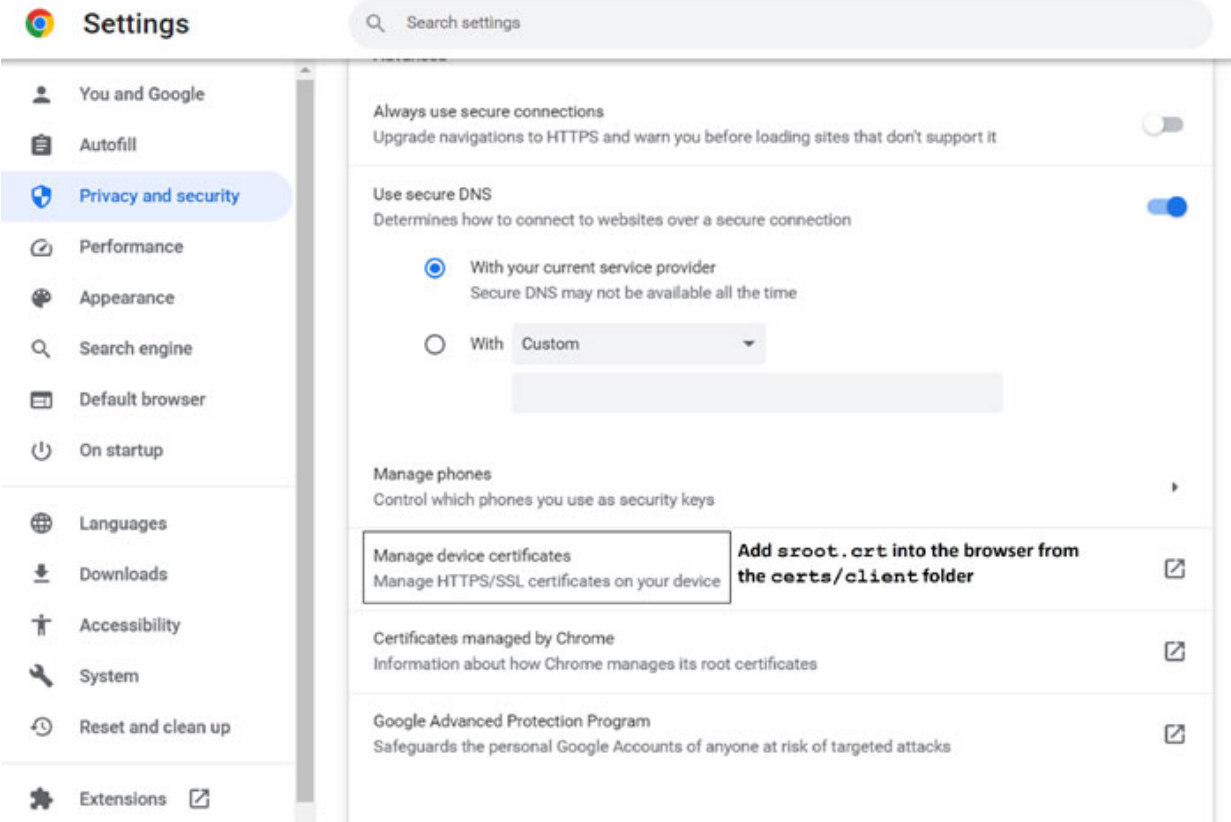 Settings
Search settings
You and Google
Autofill
Privacy and security
Performance
Appearance
Search engine
Default browser
On startup
Languages
Downloads
Accessibility
System
Reset and clean up
Extensions
Advanced
Always use secure connections
Upgrade navigations to HTTPS and warn you before loading sites that don't support it
Use secure DNS
Determines how to connect to websites over a secure connection
With your current service provider
Secure DNS may not be available all the time
With Custom
Manage phones
Control which phones you use as security keys
Manage device certificates
Manage HTTPS/SSL certificates on your device
Add sroot.crt into the browser from
the certs/client folder
Certificates managed by Chrome
Information about how Chrome manages its root certificates
Google Advanced Protection Program
Safeguards the personal Google Accounts of anyone at risk of targeted attacks